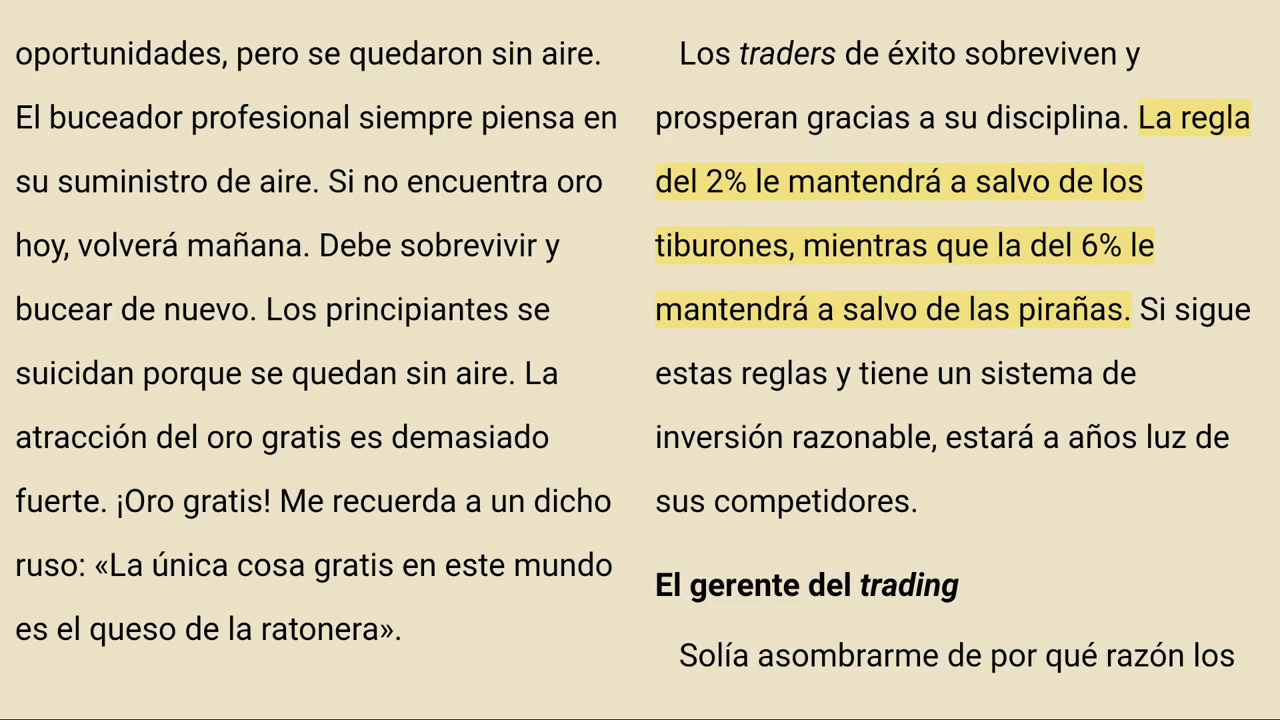 oportunidades, pero se quedaron sin aire.
El buceador profesional siempre piensa en
su suministro de aire. Si no encuentra oro
hoy, volverá mañana. Debe sobrevivir y
bucear de nuevo. Los principiantes se
suicidan porque se quedan sin aire. La
atracción del oro gratis es demasiado
fuerte. ¡Oro gratis! Me recuerda a un dicho
ruso: «La única cosa gratis en este mundo
es el queso de la ratonera».
Los traders de éxito sobreviven y
prosperan gracias a su disciplina. La regla
del 2% le mantendrá a salvo de los
tiburones, mientras que la del 6% le
mantendrá a salvo de las pirañas. Si sigue
estas reglas y tiene un sistema de
inversión razonable, estará a años luz de
sus competidores.
El gerente del trading
Solía asombrarme de por qué razón los